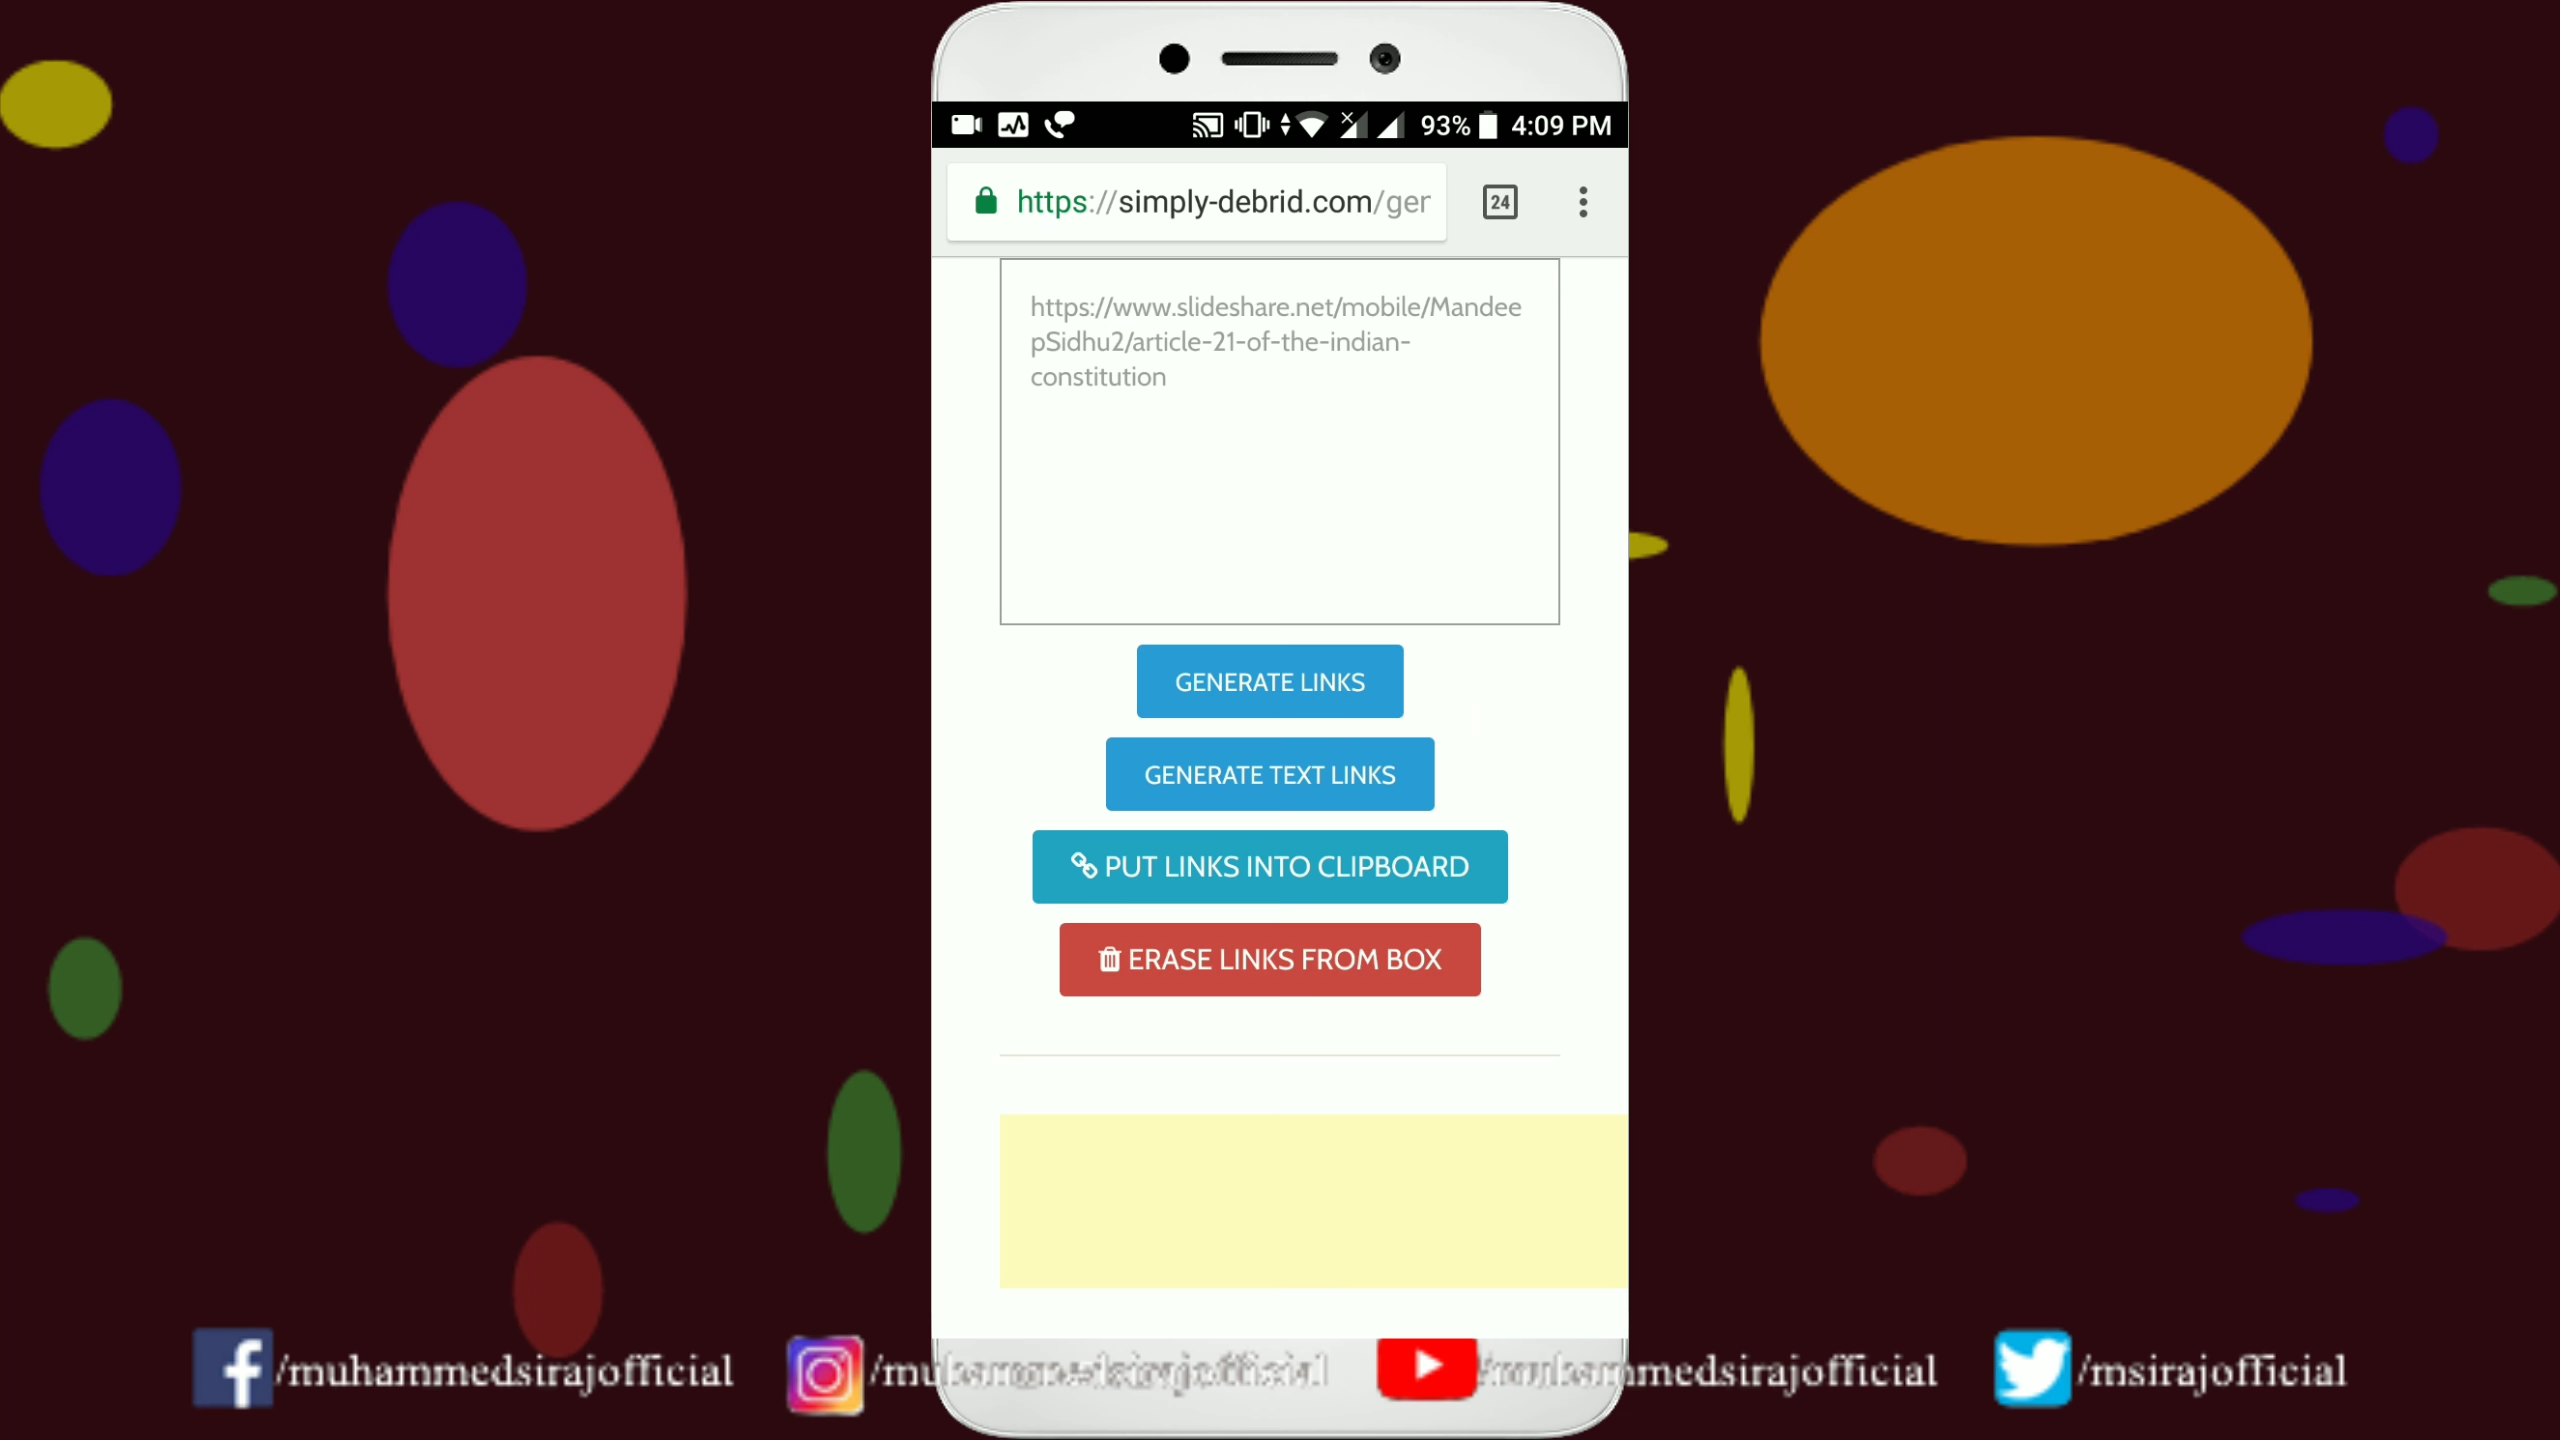 93% 4:09 PM
https://simply-debrid.com/ger
24
https://www.slideshare.net/mobile/Mandee
pSidhu2/article-21-of-the-indian-
constitution
GENERATE LINKS
GENERATE TEXT LINKS
PUT LINKS INTO CLIPBOARD
ERASE LINKS FROM BOX
/muhammedsirajofficial /muhammedsirajofficial /muhammedsirajofficial /msirajofficial